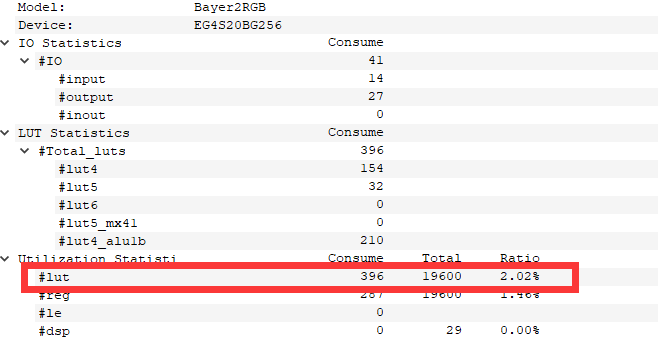 Model: Bayer2RGB
Device: EG4S20BG256
IO Statistics Consume
#IO 41
#input 14
#output 27
#inout 0
LUT Statistics Consume
#Total_luts 396
#lut4 154
#lut5 32
#lut6 0
#lut5_mx41 0
#lut4_alu1b 210
Utilization Statisti Consume Total Ratio
#lut 396 19600 2.02%
#reg 287 19600 1.46%
#le 0
#dsp 0 29 0.00%